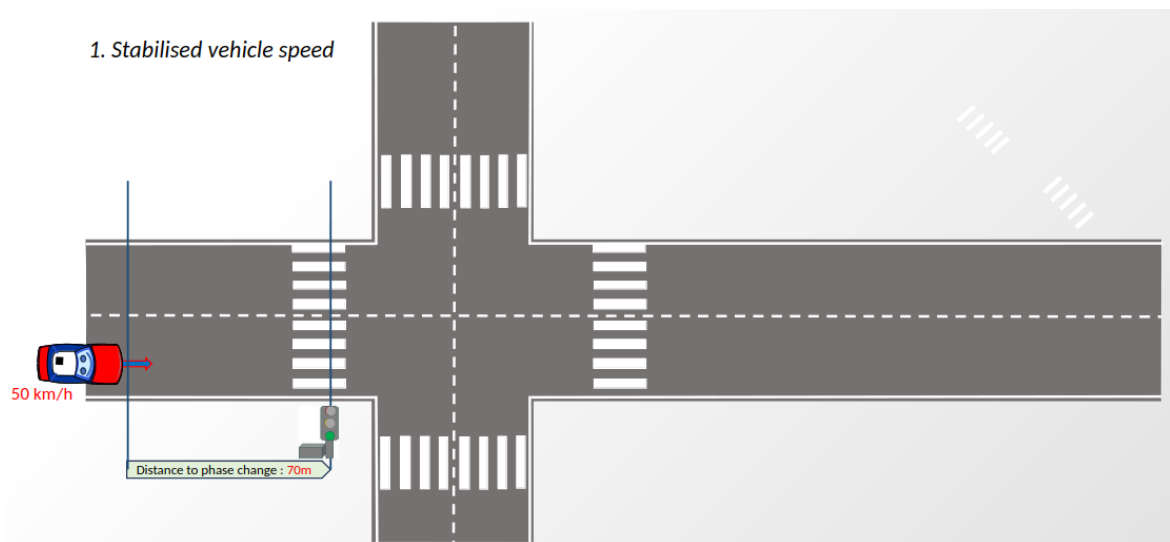 1. Stabilised vehicle speed
50 km/h
Distance to phase change : 70m